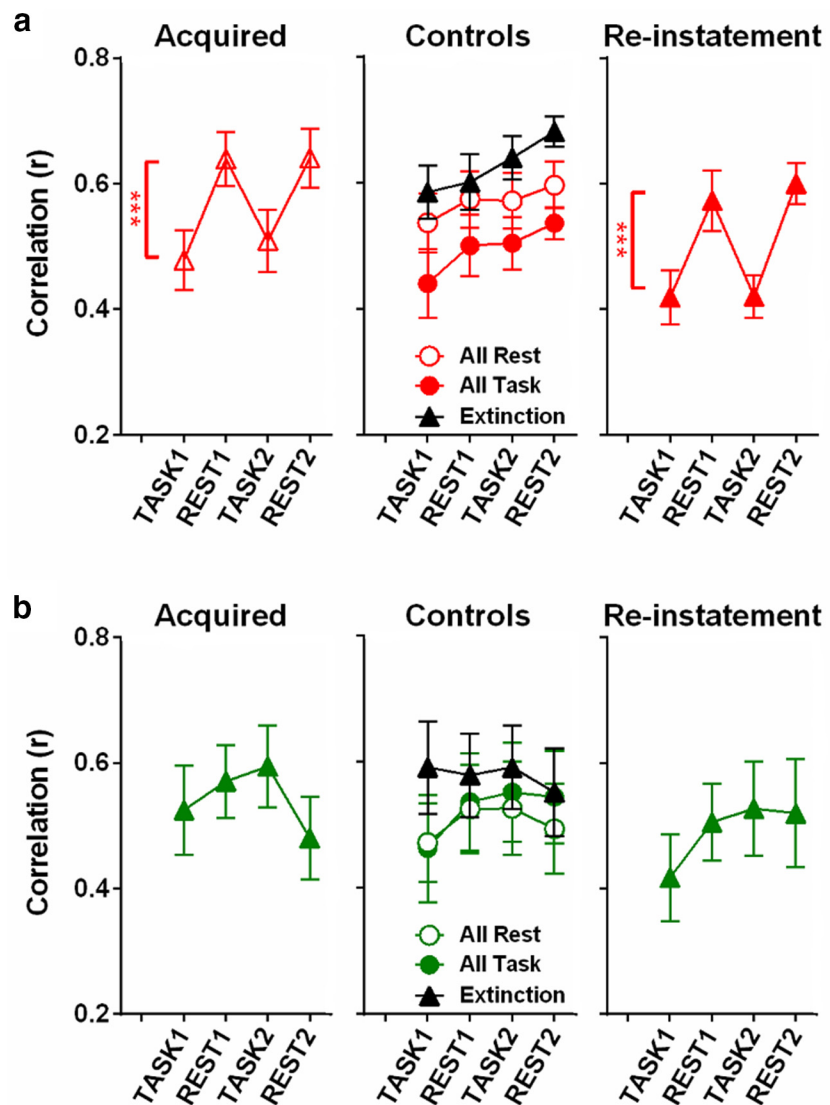 a
Acquired
Controls
Re-instatement
Correlation (r)
0.8
0.6
0.4
0.2
***
***
All Rest
All Task
Extinction
TASK1
REST1
TASK2
REST2
TASK1
REST1
TASK2
REST2
TASK1
REST1
TASK2
REST2
b
Acquired
Controls
Re-instatement
Correlation (r)
0.8
0.6
0.4
0.2
All Rest
All Task
Extinction
TASK1
REST1
TASK2
REST2
TASK1
REST1
TASK2
REST2
TASK1
REST1
TASK2
REST2